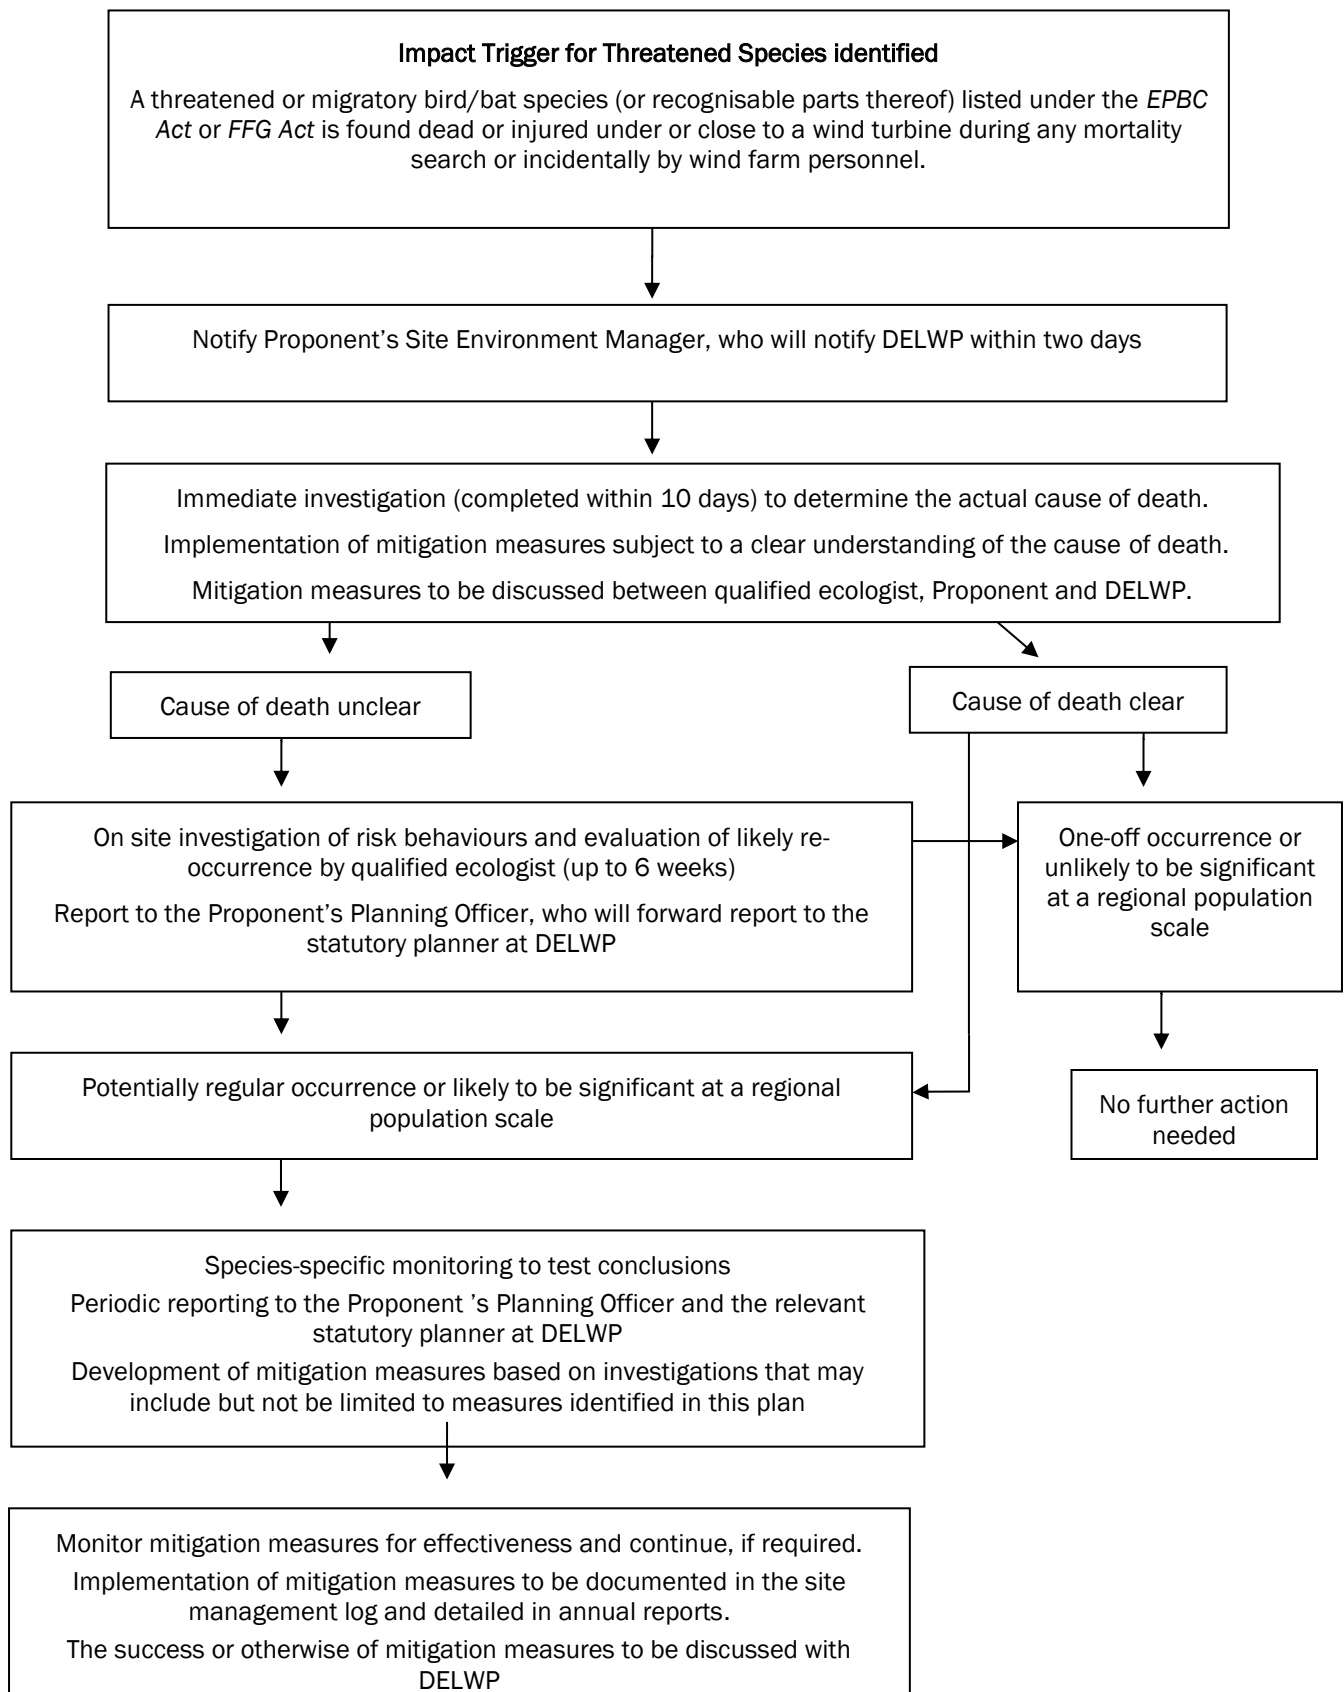 Impact Trigger for Threatened Species identified
A threatened or migratory bird/bat species (or recognisable parts thereof) listed under the EPBC
Act or FFG Act is found dead or injured under or close to a wind turbine during any mortality
search or incidentally by wind farm personnel.
Notify Proponent's Site Environment Manager, who will notify DELWP within two days
Immediate investigation (completed within 10 days) to determine the actual cause of death.
Implementation of mitigation measures subject to a clear understanding of the cause of death.
Mitigation measures to be discussed between qualified ecologist, Proponent and DELWP.
Cause of death unclear
Cause of death clear
On site investigation of risk behaviours and evaluation of likely re-
occurrence by qualified ecologist (up to 6 weeks)
Report to the Proponent's Planning Officer, who will forward report to the
statutory planner at DELWP
One-off occurrence or
unlikely to be significant
at a regional population
scale
Potentially regular occurrence or likely to be significant at a regional
population scale
No further action
needed
Species-specific monitoring to test conclusions
Periodic reporting to the Proponent 's Planning Officer and the relevant
statutory planner at DELWP
Development of mitigation measures based on investigations that may
include but not be limited to measures identified in this plan
Monitor mitigation measures for effectiveness and continue, if required.
Implementation of mitigation measures to be documented in the site
management log and detailed in annual reports.
The success or otherwise of mitigation measures to be discussed with
DELWP